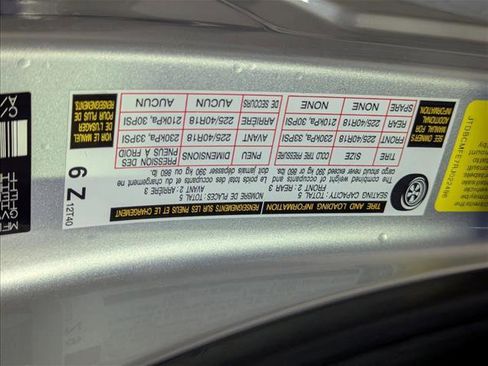 TIRE AND LOADING INFORMATION
RENSEIGNEMENTS SUR LES PNEUS ET LE CHARGEMENT
SEATING CAPACITY: TOTAL 5
FRONT: 2 REAR 3
NOMBRE DE PLACES: TOTAL 5
AVANT : 2 ARRIÈRE 3
The combined weight of occupants and
cargo should never exceed 390 kg or 860 lb.
Le poids total des occupants et du chargement ne
doit jamais dépasser 390 kg ou 860 lb.
TIRE SIZE COLD TIRE PRESSURE
FRONT 225/40R18 230kPa, 33PSI
REAR 225/40R18 210kPa, 30PSI
SPARE NONE NONE
SEE OWNER'S
MANUAL FOR
ADDITIONAL
INFORMATION
PNEU DIMENSIONS PRESSION DES
PNEUS À FROID
AVANT 225/40R18 230kPa, 33PSI
ARRIÈRE 225/40R18 210kPa, 30PSI
DE SECOURS AUCUN AUCUN
VOIR LE MANUEL
DE L'USAGER
POUR PLUS DE
RENSEIGNEMENTS
6 Z 12T40